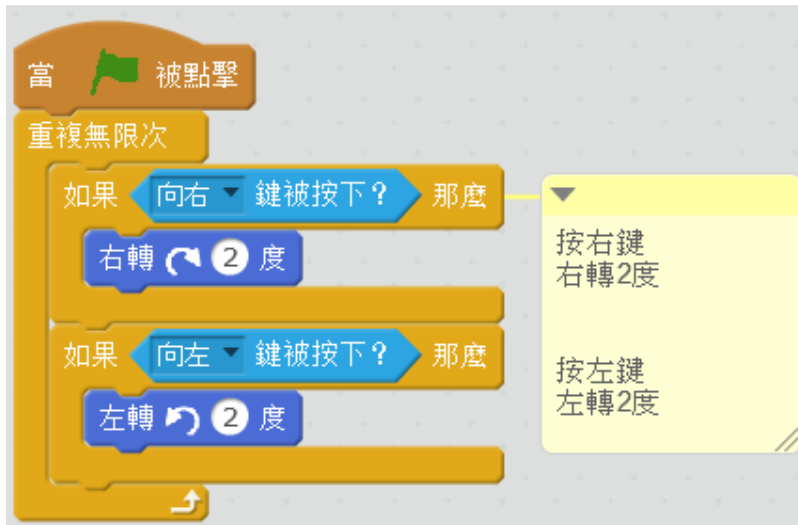 當 被點擊
重複無限次
如果 向右 鍵被按下？ 那麼
右轉 2 度
如果 向左 鍵被按下？ 那麼
左轉 2 度
按右鍵
右轉2度
按左鍵
左轉2度